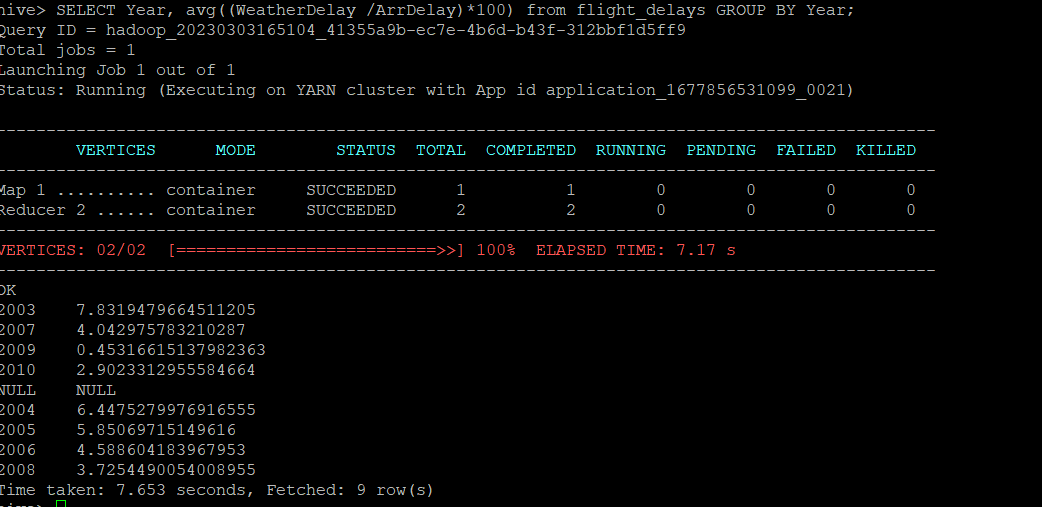 hive> SELECT Year, avg((WeatherDelay /ArrDelay)*100) from flight_delays GROUP BY Year;
Query ID = hadoop_20230303165104_41355a9b-ec7e-4b6d-b43f-312bbf1d5ff9
Total jobs = 1
Launching Job 1 out of 1
Status: Running (Executing on YARN cluster with App id application_1677856531099_0021)
----------------------------------------------------------------------------------------------
VERTICES MODE STATUS TOTAL COMPLETED RUNNING PENDING FAILED KILLED
----------------------------------------------------------------------------------------------
Map 1 .......... container SUCCEEDED 1 1 0 0 0 0
Reducer 2 ...... container SUCCEEDED 2 2 0 0 0 0
----------------------------------------------------------------------------------------------
VERTICES: 02/02 [==========================>>] 100% ELAPSED TIME: 7.17 s
----------------------------------------------------------------------------------------------
OK
2003 7.8319479664511205
2007 4.042975783210287
2009 0.45316615137982363
2010 2.9023312955584664
NULL NULL
2004 6.4475279976916555
2005 5.85069715149616
2006 4.588604183967953
2008 3.7254490054008955
Time taken: 7.653 seconds, Fetched: 9 row(s)
hive>